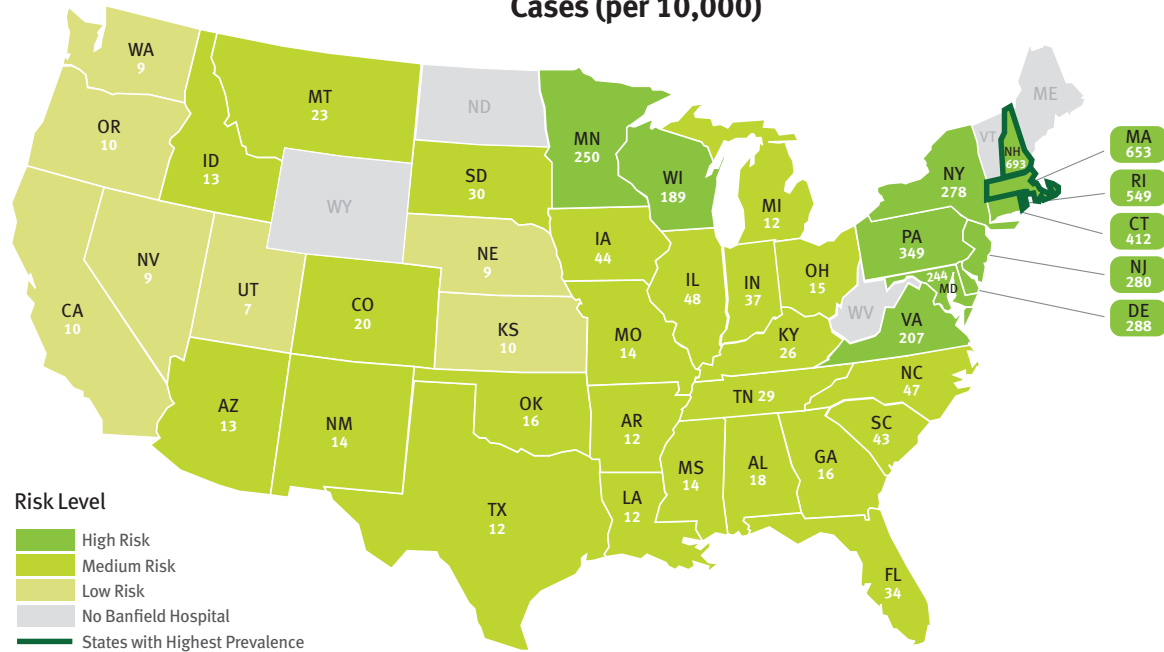 Cases (per 10,000)
WA
9
OR
10
CA
10
NV
9
ID
13
MT
23
WY
UT
7
AZ
13
CO
20
NM
14
ND
SD
30
NE
9
KS
10
OK
16
TX
12
MN
250
IA
44
MO
14
AR
12
LA
12
WI
189
IL
48
MI
12
IN
37
OH
15
KY
26
TN 29
MS
14
AL
18
GA
16
FL
34
SC
43
NC
47
VA
207
WV
244
MD
PA
349
NY
278
VT
NH
693
ME
MA
653
RI
549
CT
412
NJ
280
DE
288
Risk Level
High Risk
Medium Risk
Low Risk
No Banfield Hospital
States with Highest Prevalence